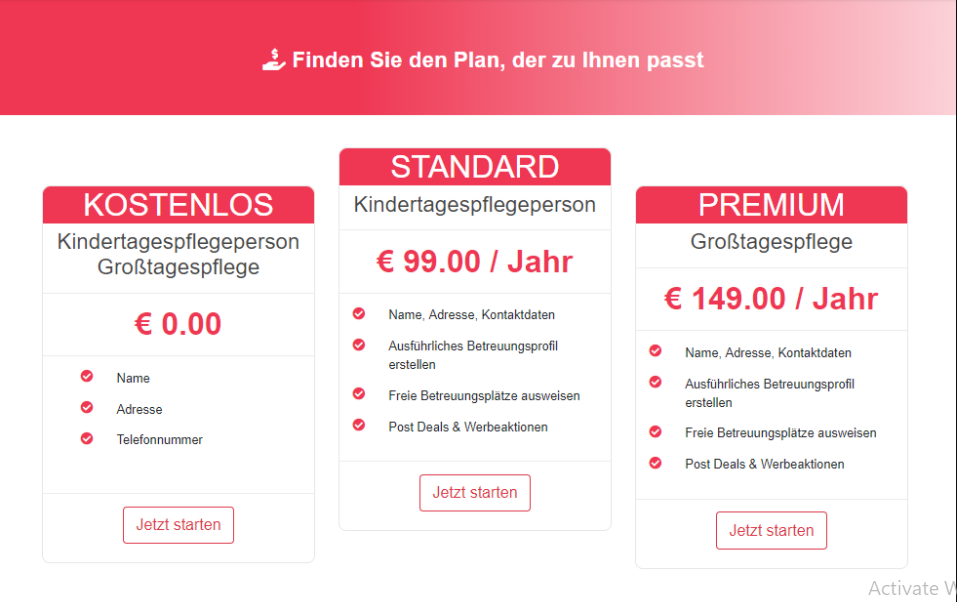 Finden Sie den Plan, der zu Ihnen passt
KOSTENLOS
Kindertagespflegeperson
Großtagespflege
€ 0.00
Name
Adresse
Telefonnummer
Jetzt starten
STANDARD
Kindertagespflegeperson
€ 99.00 / Jahr
Name, Adresse, Kontaktdaten
Ausführliches Betreuungsprofil
erstellen
Freie Betreuungsplätze ausweisen
Post Deals & Werbeaktionen
Jetzt starten
PREMIUM
Großtagespflege
€ 149.00 / Jahr
Name, Adresse, Kontaktdaten
Ausführliches Betreuungsprofil
erstellen
Freie Betreuungsplätze ausweisen
Post Deals & Werbeaktionen
Jetzt starten
Activate